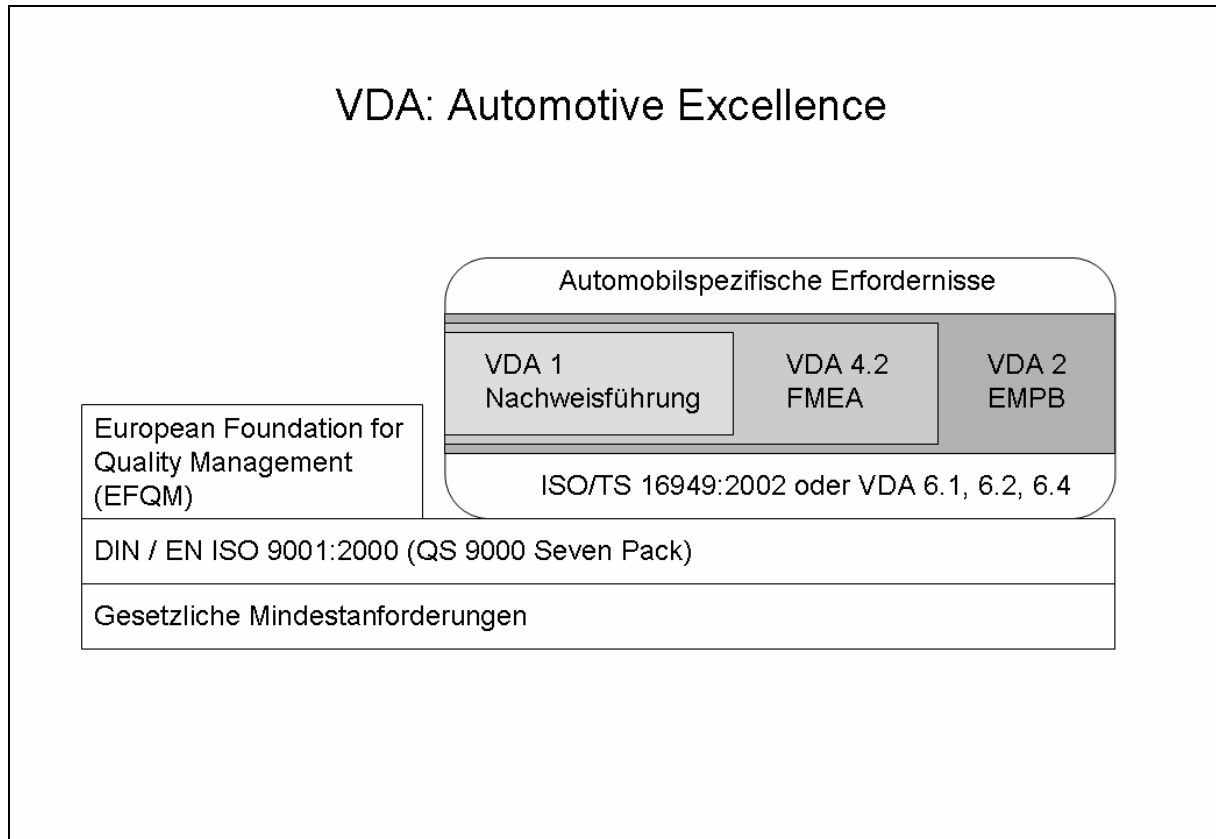 VDA: Automotive Excellence
Automobilspezifische Erfordernisse
VDA 1
Nachweisführung
VDA 4.2
FMEA
VDA 2
EMPB
European Foundation for
Quality Management
(EFQM)
ISO/TS 16949:2002 oder VDA 6.1, 6.2, 6.4
DIN / EN ISO 9001:2000 (QS 9000 Seven Pack)
Gesetzliche Mindestanforderungen